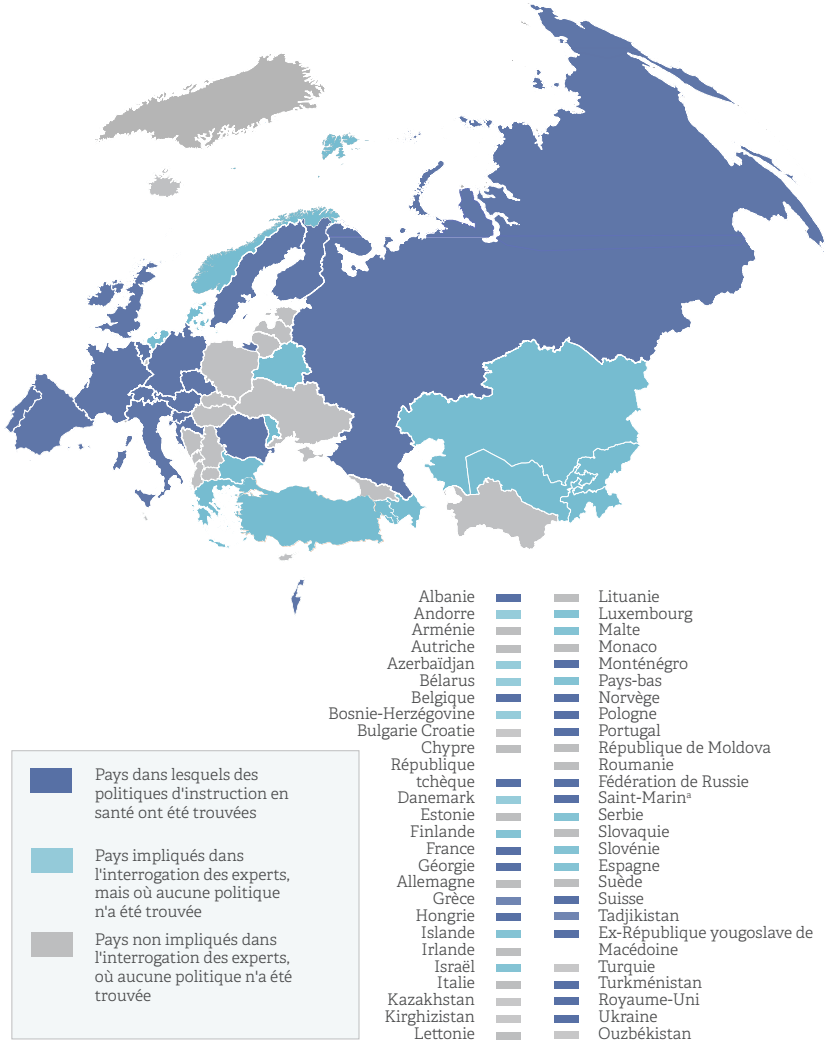 Albanie
Andorre
Arménie
Autriche
Azerbaïdjan
Bélarus
Belgique
Bosnie-Herzégovine
Bulgarie Croatie
Chypre
République
tchèque
Danemark
Estonie
Finlande
France
Géorgie
Allemagne
Grèce
Hongrie
Islande
Irlande
Israël
Italie
Kazakhstan
Kirghizistan
Lettonie
Lituanie
Luxembourg
Malte
Monaco
Monténégro
Pays-bas
Norvège
Pologne
Portugal
République de Moldova
Roumanie
Fédération de Russie
Saint-Marinª
Serbie
Slovaquie
Slovénie
Espagne
Suède
Suisse
Tadjikistan
Ex-République yougoslave de
Macédoine
Turquie
Turkménistan
Royaume-Uni
Ukraine
Ouzbékistan
Pays dans lesquels des
politiques d'instruction en
santé ont été trouvées
Pays impliqués dans
l'interrogation des experts,
mais où aucune politique
n'a été trouvée
Pays non impliqués dans
l'interrogation des experts,
où aucune politique n'a été
trouvée